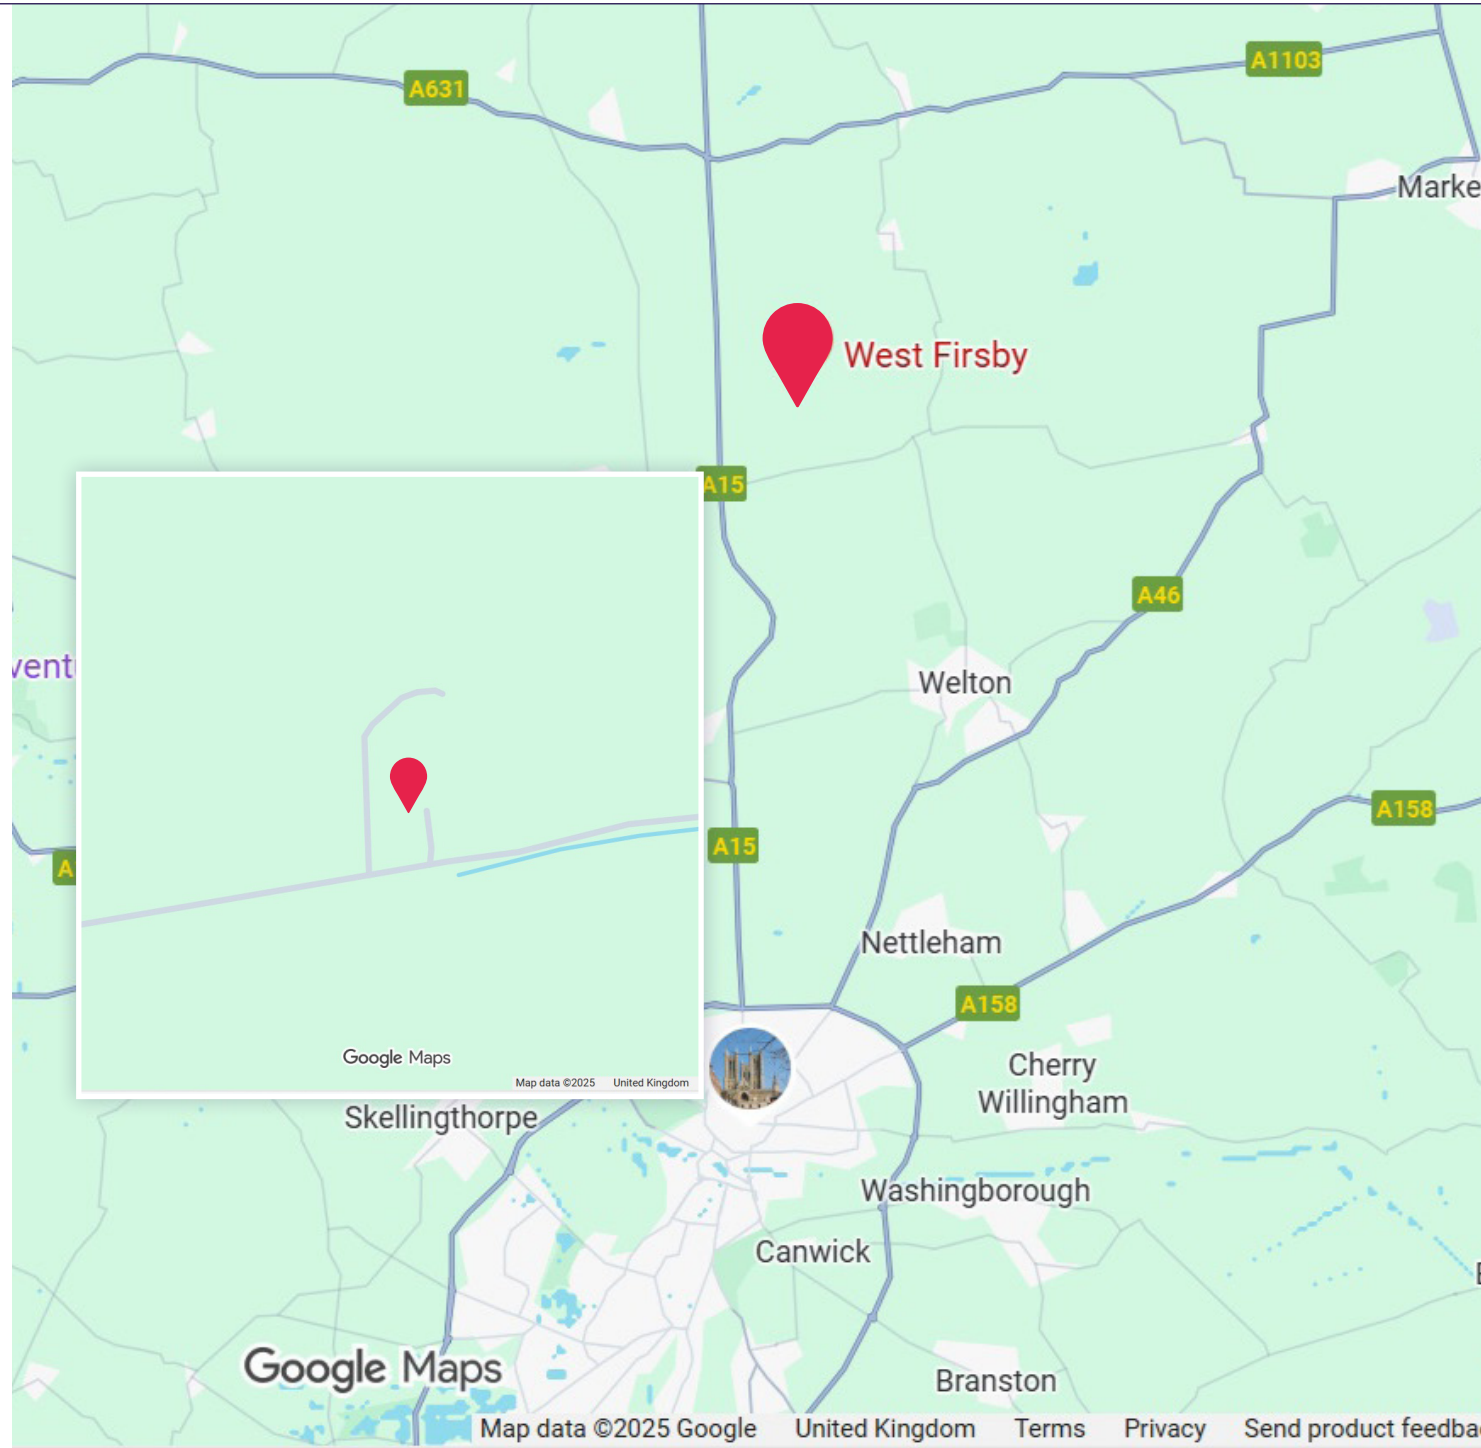 A631
A1103
Marke
West Firsby
A15
A46
vent
Welton
A158
A15
A
Nettleham
A158
Cherry
Willingham
Google Maps
Map data ©2025 United Kingdom
Skellingthorpe
Washingborough
Canwick
E
Google Maps
Branston
Map data ©2025 Google United Kingdom Terms Privacy Send product feedba